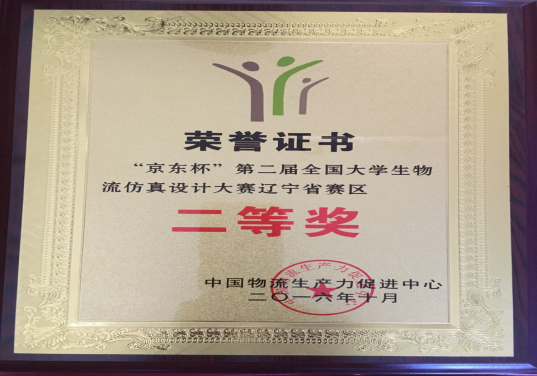 荣誉证书
“京东杯”第二届全国大学生物
流仿真设计大赛辽宁省赛区
二等奖
中国物流生产力促进中心
二〇一六年十月